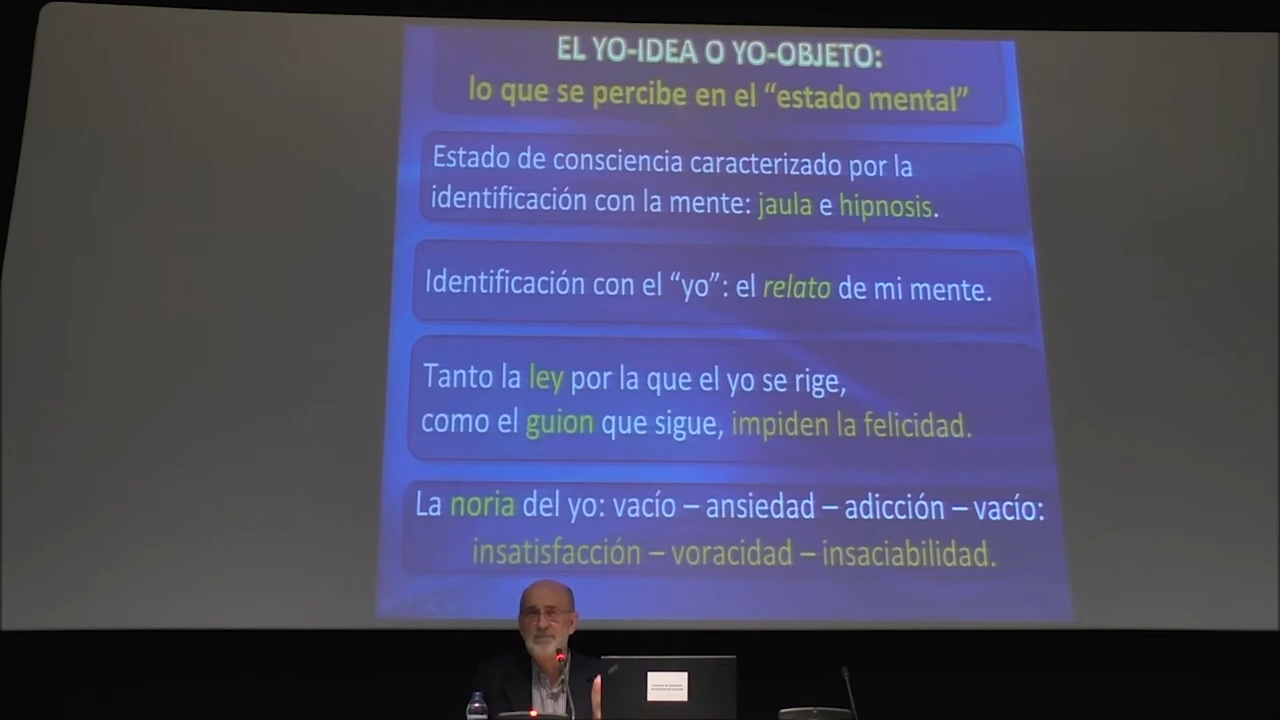 EL YO-IDEA O YO-OBJETO:
lo que se percibe en el “estado mental”
Estado de consciencia caracterizado por la
identificación con la mente: jaula e hipnosis.
Identificación con el “yo”: el relato de mi mente.
Tanto la ley por la que el yo se rige,
como el guion que sigue, impiden la felicidad.
La noria del yo: vacío – ansiedad – adicción – vacío:
insatisfacción – voracidad – insaciabilidad.